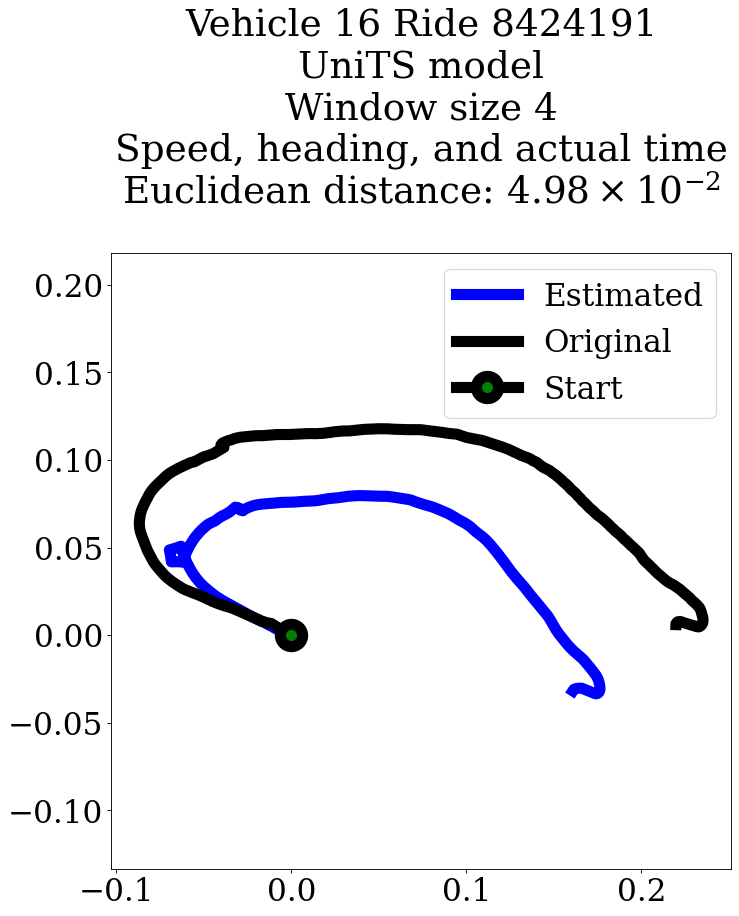 Vehicle 16 Ride 8424191
UniTS model
Window size 4
Speed, heading, and actual time
Euclidean distance: 4.98 × 10⁻²
Estimated
Original
Start
0.20
0.15
0.10
0.05
0.00
−0.05
−0.10
−0.1 0.0 0.1 0.2